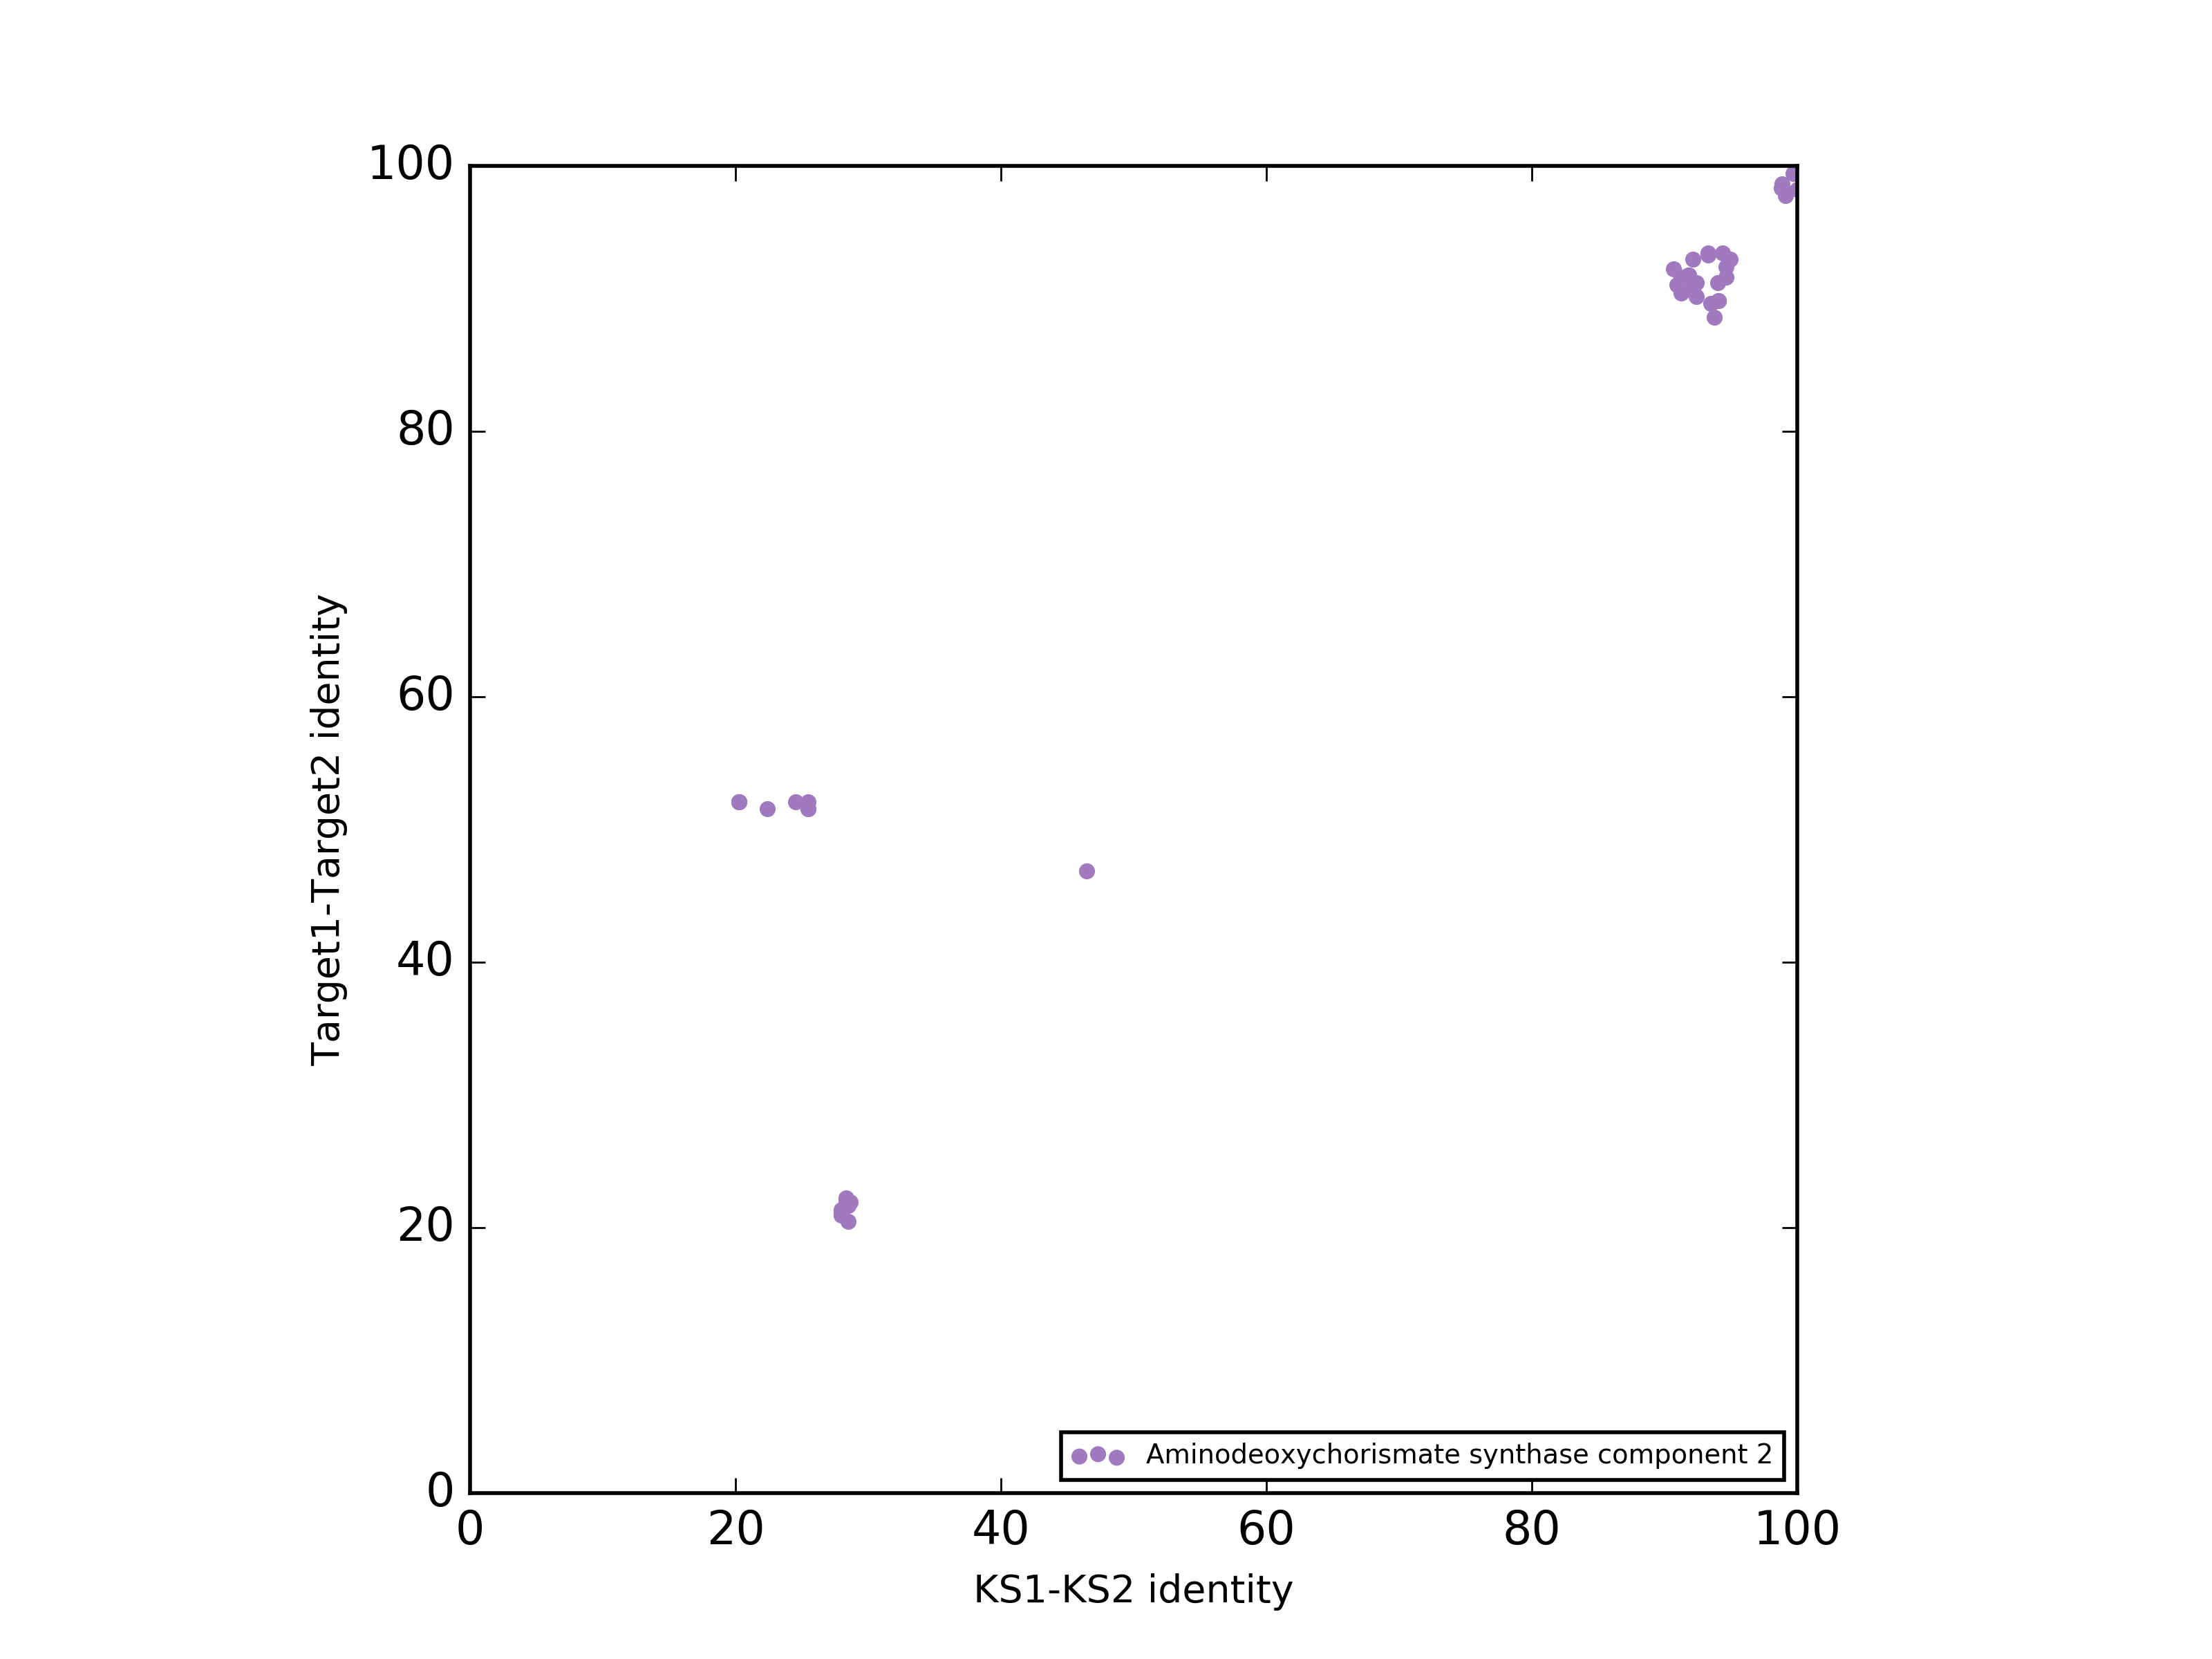 100
80
60
40
20
0
Target1-Target2 identity
Aminodeoxychorismate synthase component 2
0 20 40 60 80 100
KS1-KS2 identity